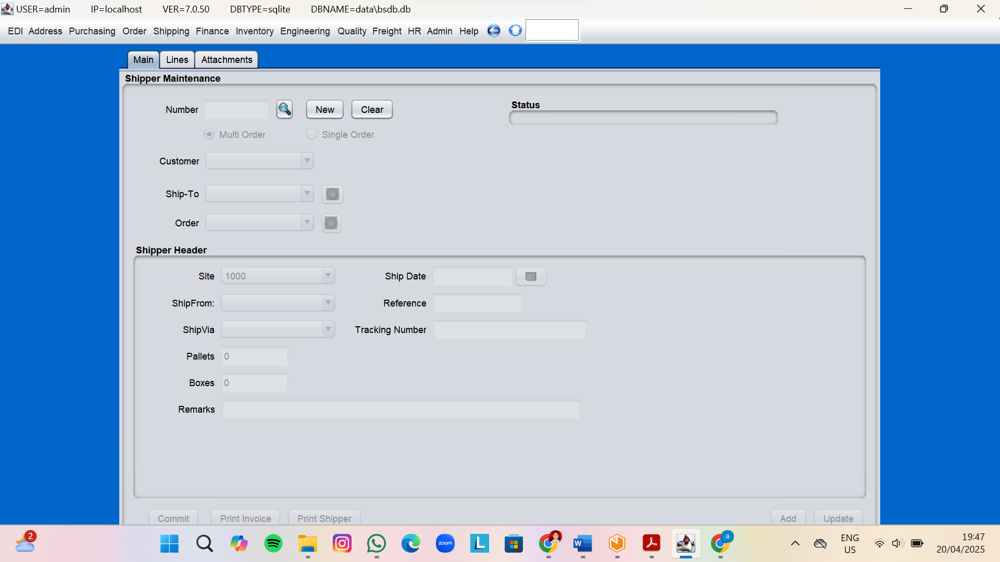 USER=admin IP=localhost VER=7.0.50 DBTYPE=sqlite DBNAME=data\bsdb.db
EDI Address Purchasing Order Shipping Finance Inventory Engineering Quality Freight HR Admin Help
Main Lines Attachments
Shipper Maintenance
Number New Clear
Status
Multi Order Single Order
Customer
Ship-To
Order
Shipper Header
Site 1000 Ship Date
ShipFrom: Reference
ShipVia Tracking Number
Pallets 0
Boxes 0
Remarks
Commit Print Invoice Print Shipper Add Update
2
zoom
L
W
a
ENG
US
19:47
20/04/2025